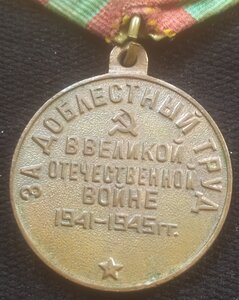 ЗА ДОБЛЕСТНЫЙ ТРУД
В ВЕЛИКОЙ
ОТЕЧЕСТВЕННОЙ
ВОЙНЕ
1941-1945 ГГ.